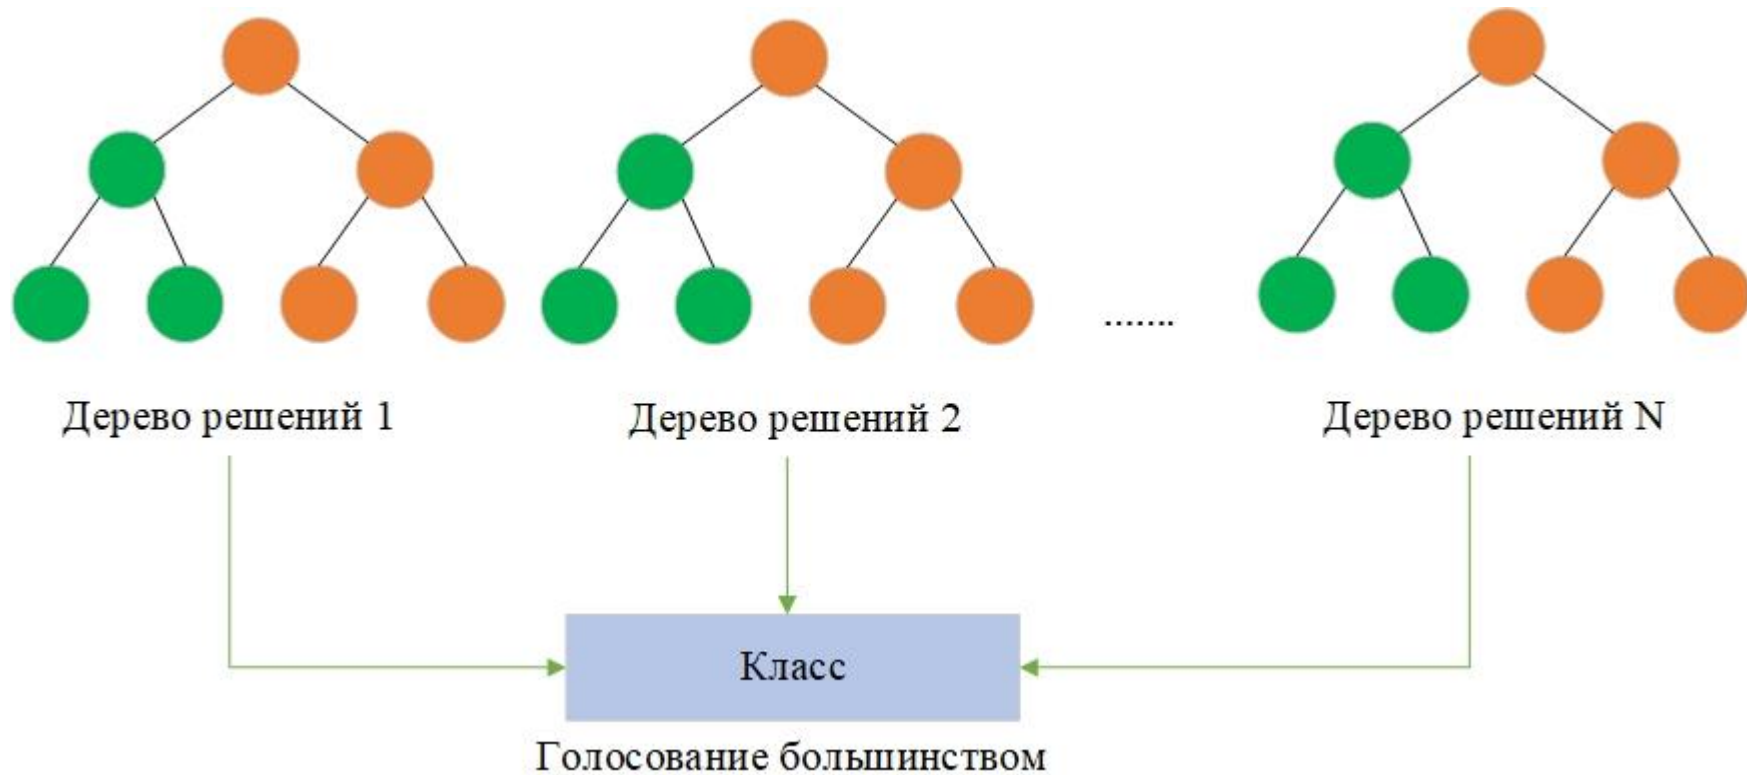 .......
Дерево решений 1
Дерево решений 2
Дерево решений N
Класс
Голосование большинством